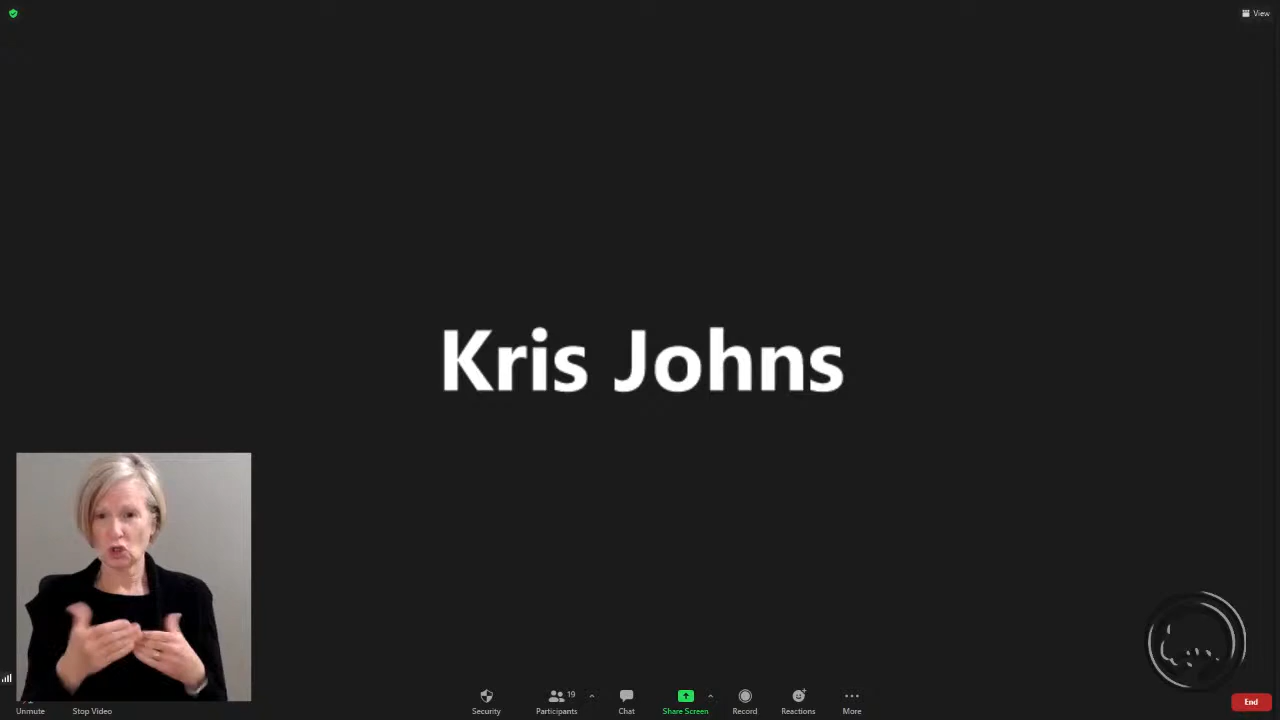 View
Kris Johns
Unmute
Stop Video
Security
Participants
19
Chat
Share Screen
Record
Reactions
More
End